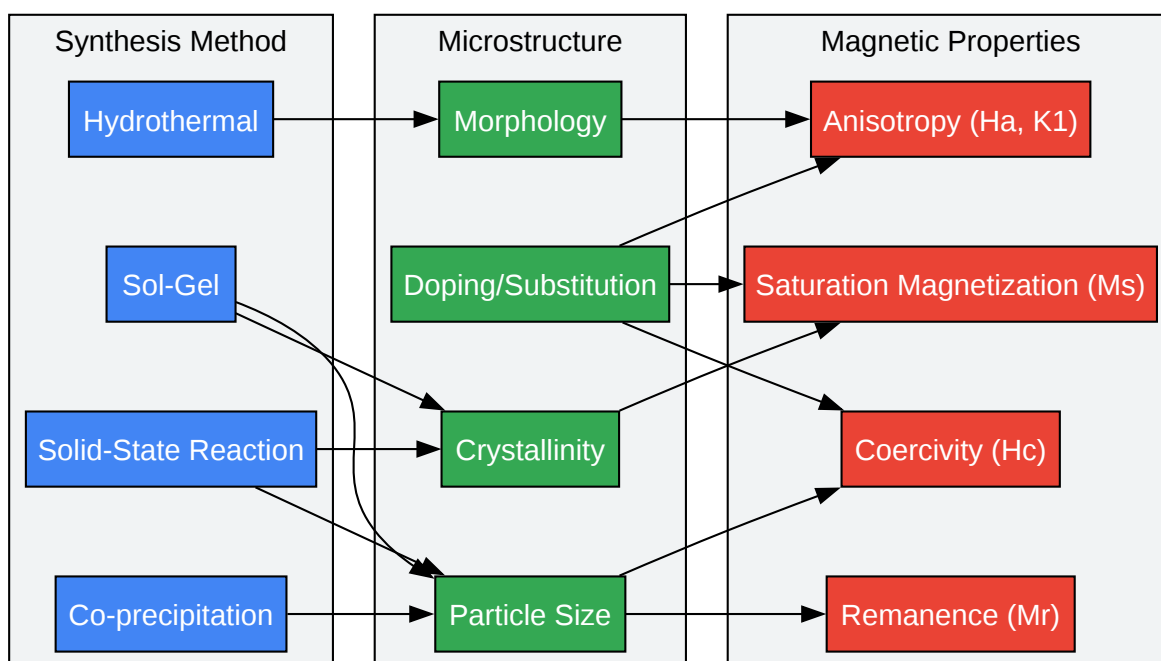 Synthesis Method
Hydrothermal
Sol-Gel
Solid-State Reaction
Co-precipitation
Microstructure
Morphology
Doping/Substitution
Crystallinity
Particle Size
Magnetic Properties
Anisotropy (Ha, K1)
Saturation Magnetization (Ms)
Coercivity (Hc)
Remanence (Mr)